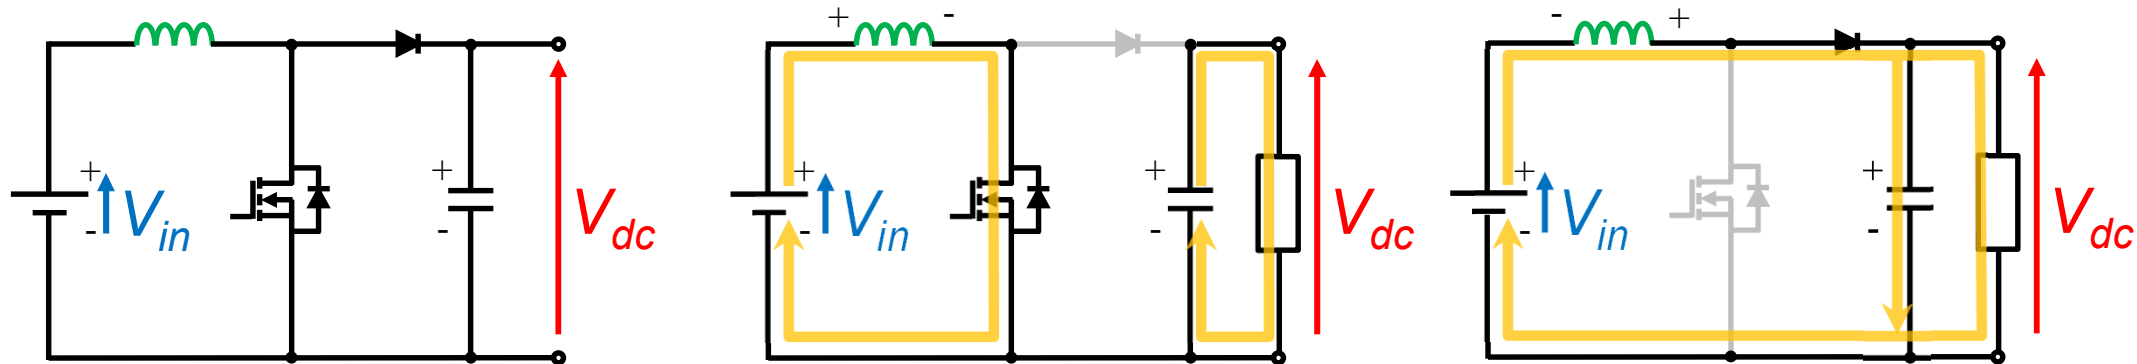 + - V_in + - V_dc
+ - + - V_in + - V_dc
- + + - V_in + - V_dc